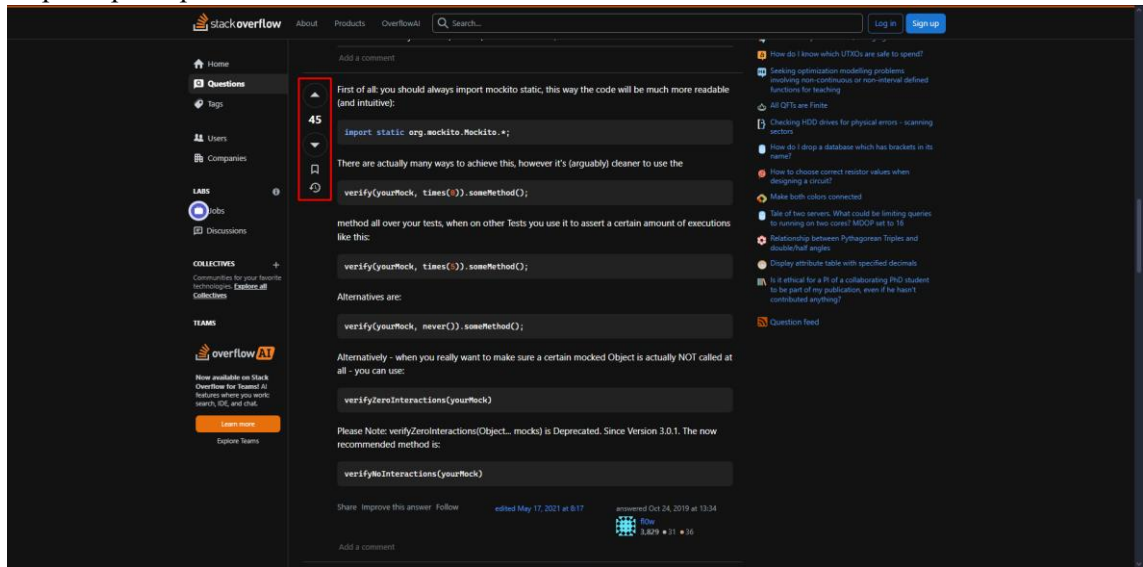 stackoverflow
About
Products
OverflowAI
Search...
Log in
Sign up
Home
Questions
Tags
Users
Companies
LABS
Jobs
Discussions
COLLECTIVES
+
Communities for your favorite
technologies. Explore all
Collectives
TEAMS
overflow AI
Now available on Stack
Overflow for Teams! AI
features where you work:
search, IDE, and chat.
Learn more
Explore Teams
Add a comment
45
First of all: you should always import mockito static, this way the code will be much more readable
(and intuitive):
import static org.mockito.Mockito.*;
There are actually many ways to achieve this, however it's (arguably) cleaner to use the
verify(yourMock, times(0)).someMethod();
method all over your tests, when on other Tests you use it to assert a certain amount of executions
like this:
verify(yourMock, times(5)).someMethod();
Alternatives are:
verify(yourMock, never()).someMethod();
Alternatively - when you really want to make sure a certain mocked Object is actually NOT called at
all - you can use:
verifyZeroInteractions(yourMock)
Please Note: verifyZeroInteractions(Object... mocks) is Deprecated. Since Version 3.0.1. The now
recommended method is:
verifyNoInteractions(yourMock)
Share Improve this answer Follow
edited May 17, 2021 at 8:17
answered Oct 24, 2019 at 13:34
fl0w
3,829 31 36
Add a comment
How do I know which UTXOs are safe to spend?
Seeking optimization modelling problems
involving non-continuous or non-interval defined
functions for teaching
All QFTs are Finite
Checking HDD drives for physical errors - scanning
sectors
How do I drop a database which has brackets in its
name?
How to choose correct resistor values when
designing a circuit?
Make both colors connected
Tale of two servers. What could be limiting queries
to running on two cores? MDOP set to 16
Relationship between Pythagorean Triples and
double/half angles
Display attribute table with specified decimals
Is it ethical for a PI of a collaborating PhD student
to be part of my publication, even if he hasn't
contributed anything?
Question feed